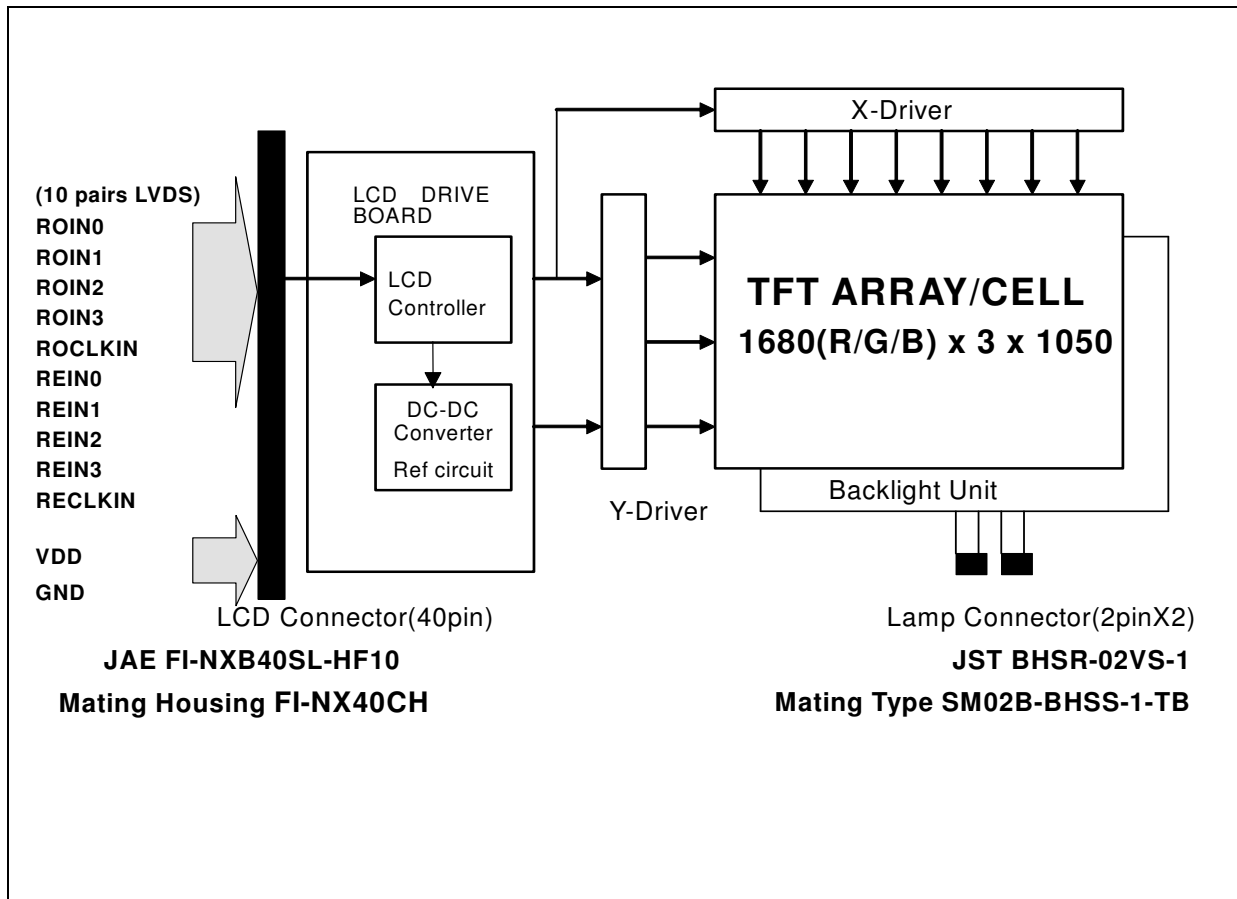 X-Driver
(10 pairs LVDS)
ROIN0
ROIN1
ROIN2
ROIN3
ROCLKIN
REIN0
REIN1
REIN2
REIN3
RECLKIN
VDD
GND
LCD DRIVE
BOARD
LCD
Controller
DC-DC
Converter
Ref circuit
Y-Driver
TFT ARRAY/CELL
1680(R/G/B) x 3 x 1050
Backlight Unit
LCD Connector(40pin)
JAE FI-NXB40SL-HF10
Mating Housing FI-NX40CH
Lamp Connector(2pinX2)
JST BHSR-02VS-1
Mating Type SM02B-BHSS-1-TB